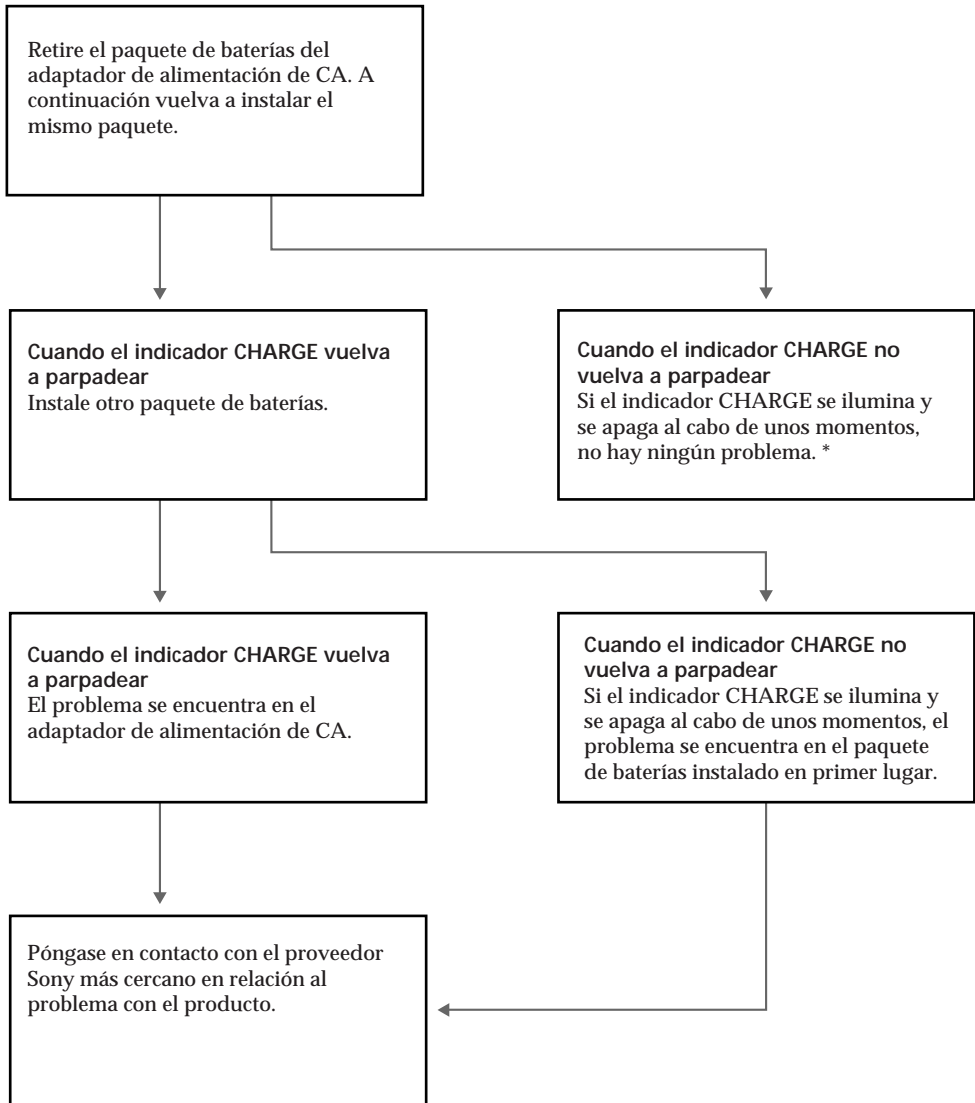 Retire el paquete de baterías del
adaptador de alimentación de CA. A
continuación vuelva a instalar el
mismo paquete.
Cuando el indicador CHARGE vuelva
a parpadear
Instale otro paquete de baterías.
Cuando el indicador CHARGE no
vuelva a parpadear
Si el indicador CHARGE se ilumina y
se apaga al cabo de unos momentos,
no hay ningún problema. *
Cuando el indicador CHARGE vuelva
a parpadear
El problema se encuentra en el
adaptador de alimentación de CA.
Cuando el indicador CHARGE no
vuelva a parpadear
Si el indicador CHARGE se ilumina y
se apaga al cabo de unos momentos, el
problema se encuentra en el paquete
de baterías instalado en primer lugar.
Póngase en contacto con el proveedor
Sony más cercano en relación al
problema con el producto.